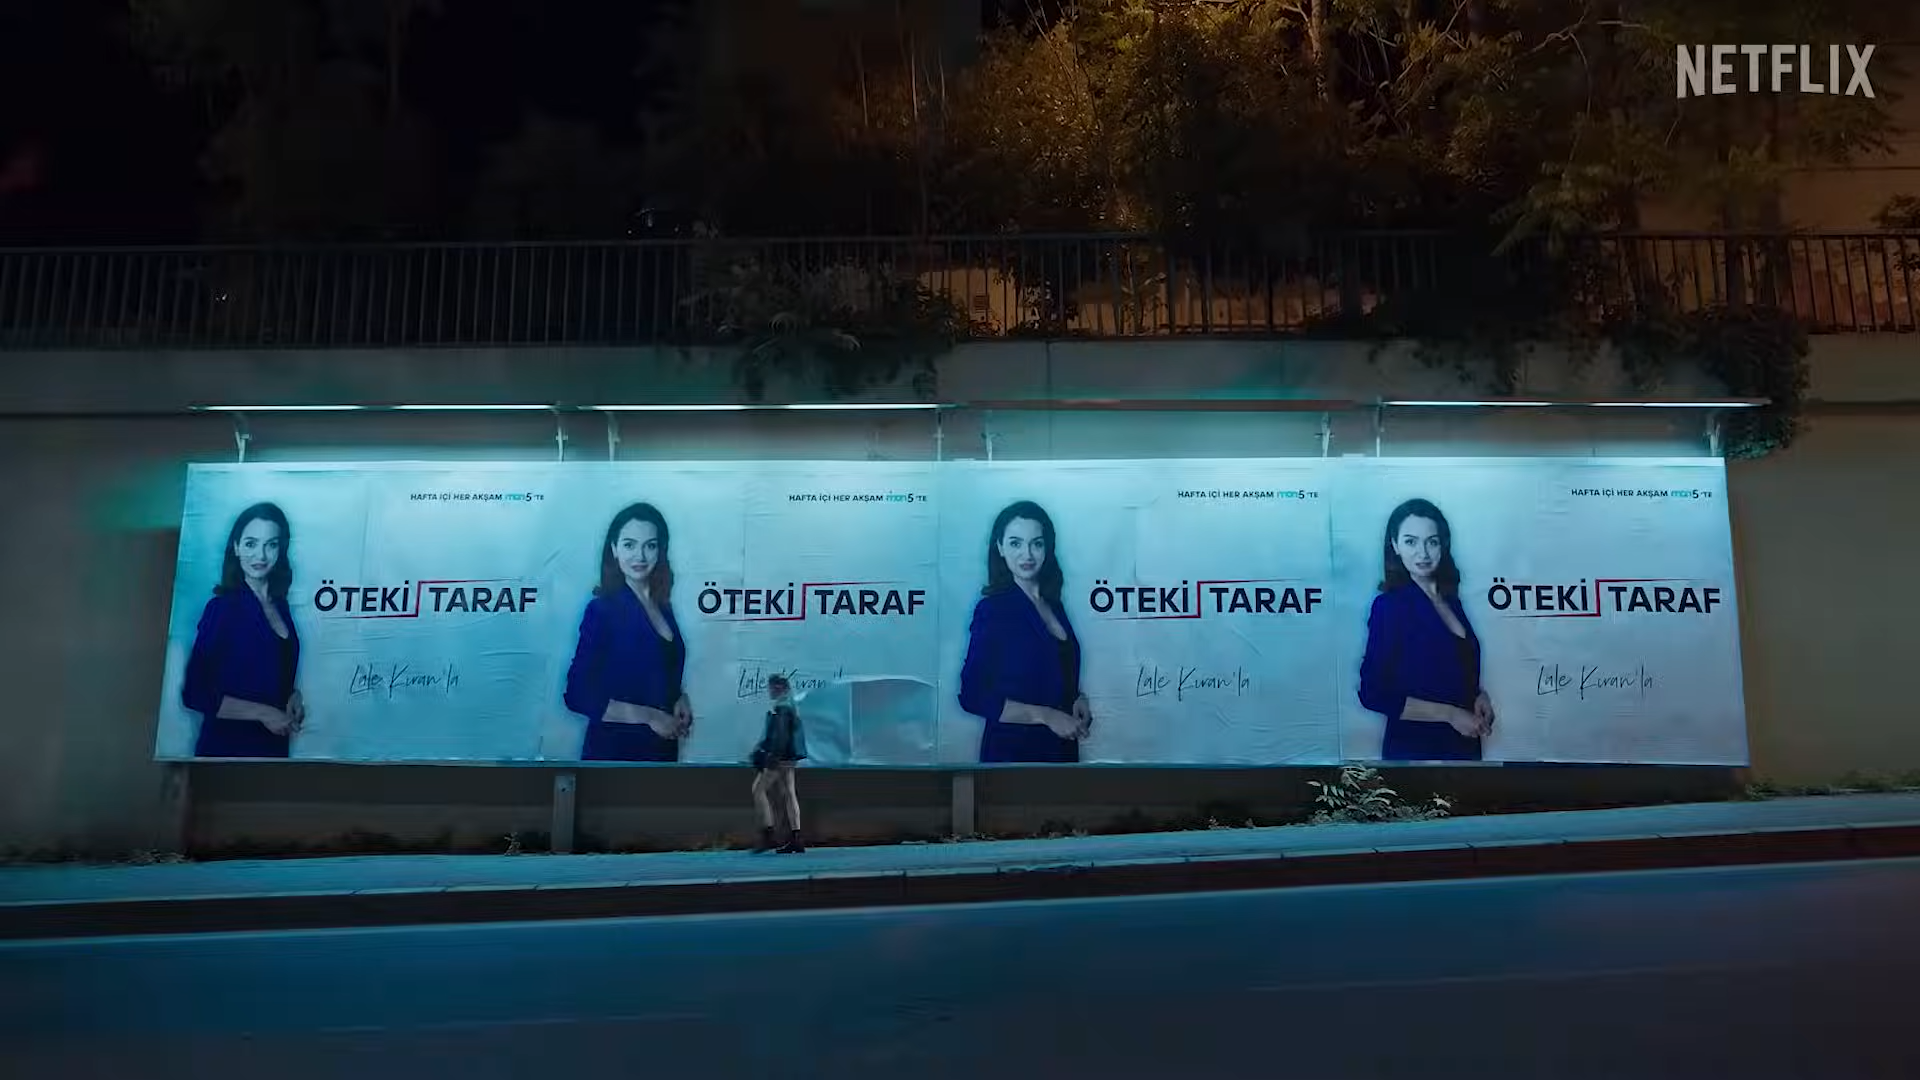 NETFLIX
HAFTA İÇİ HER AKŞAM mon5'TE
ÖTEKİ TARAF
Lale Kıran'la
HAFTA İÇİ HER AKŞAM mon5'TE
ÖTEKİ TARAF
Lale Kıran'l
HAFTA İÇİ HER AKŞAM mon5'TE
ÖTEKİ TARAF
Lale Kıran'la
HAFTA İÇİ HER AKŞAM mon5'TE
ÖTEKİ TARAF
Lale Kıran'la